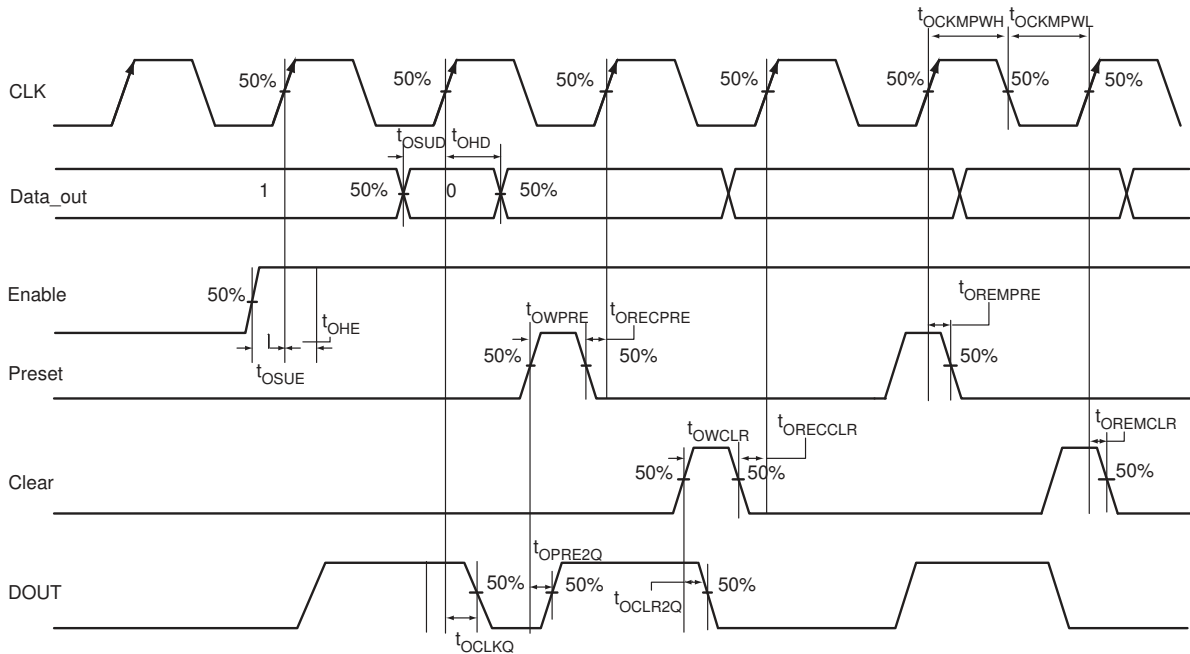 tOCKMPWH tOCKMPWL
CLK 50% 50% 50% 50% 50% 50% 50%
tOSUD tOHD
Data_out 1 50% 0 50%
Enable 50%
tOHE
tOSUE
tOWPRE tORECPRE tOREMPRE
Preset 50% 50% 50%
tOWCLR tORECCLR tOREMCLR
Clear 50% 50% 50%
tOPRE2Q
DOUT 50% 50% 50%
tOCLR2Q
tOCLKQ